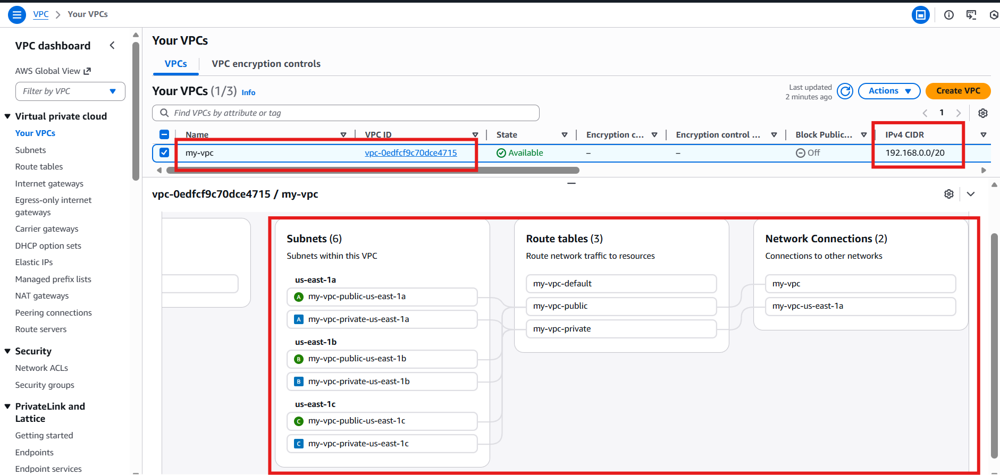 VPC > Your VPCs
VPC dashboard
AWS Global View
Filter by VPC
Virtual private cloud
Your VPCs
Subnets
Route tables
Internet gateways
Egress-only internet
gateways
Carrier gateways
DHCP option sets
Elastic IPs
Managed prefix lists
NAT gateways
Peering connections
Route servers
Security
Network ACLs
Security groups
PrivateLink and
Lattice
Getting started
Endpoints
Endpoint services
Your VPCs
VPCs VPC encryption controls
Your VPCs (1/3) Info
Last updated
2 minutes ago
Actions
Create VPC
Find VPCs by attribute or tag
1
Name VPC ID State Encryption c... Encryption control ... Block Public... IPv4 CIDR
my-vpc vpc-0edfcf9c70dce4715 Available – – Off 192.168.0.0/20
vpc-0edfcf9c70dce4715 / my-vpc
Subnets (6)
Subnets within this VPC
us-east-1a
A my-vpc-public-us-east-1a
A my-vpc-private-us-east-1a
us-east-1b
B my-vpc-public-us-east-1b
B my-vpc-private-us-east-1b
us-east-1c
C my-vpc-public-us-east-1c
C my-vpc-private-us-east-1c
Route tables (3)
Route network traffic to resources
my-vpc-default
my-vpc-public
my-vpc-private
Network Connections (2)
Connections to other networks
my-vpc
my-vpc-us-east-1a